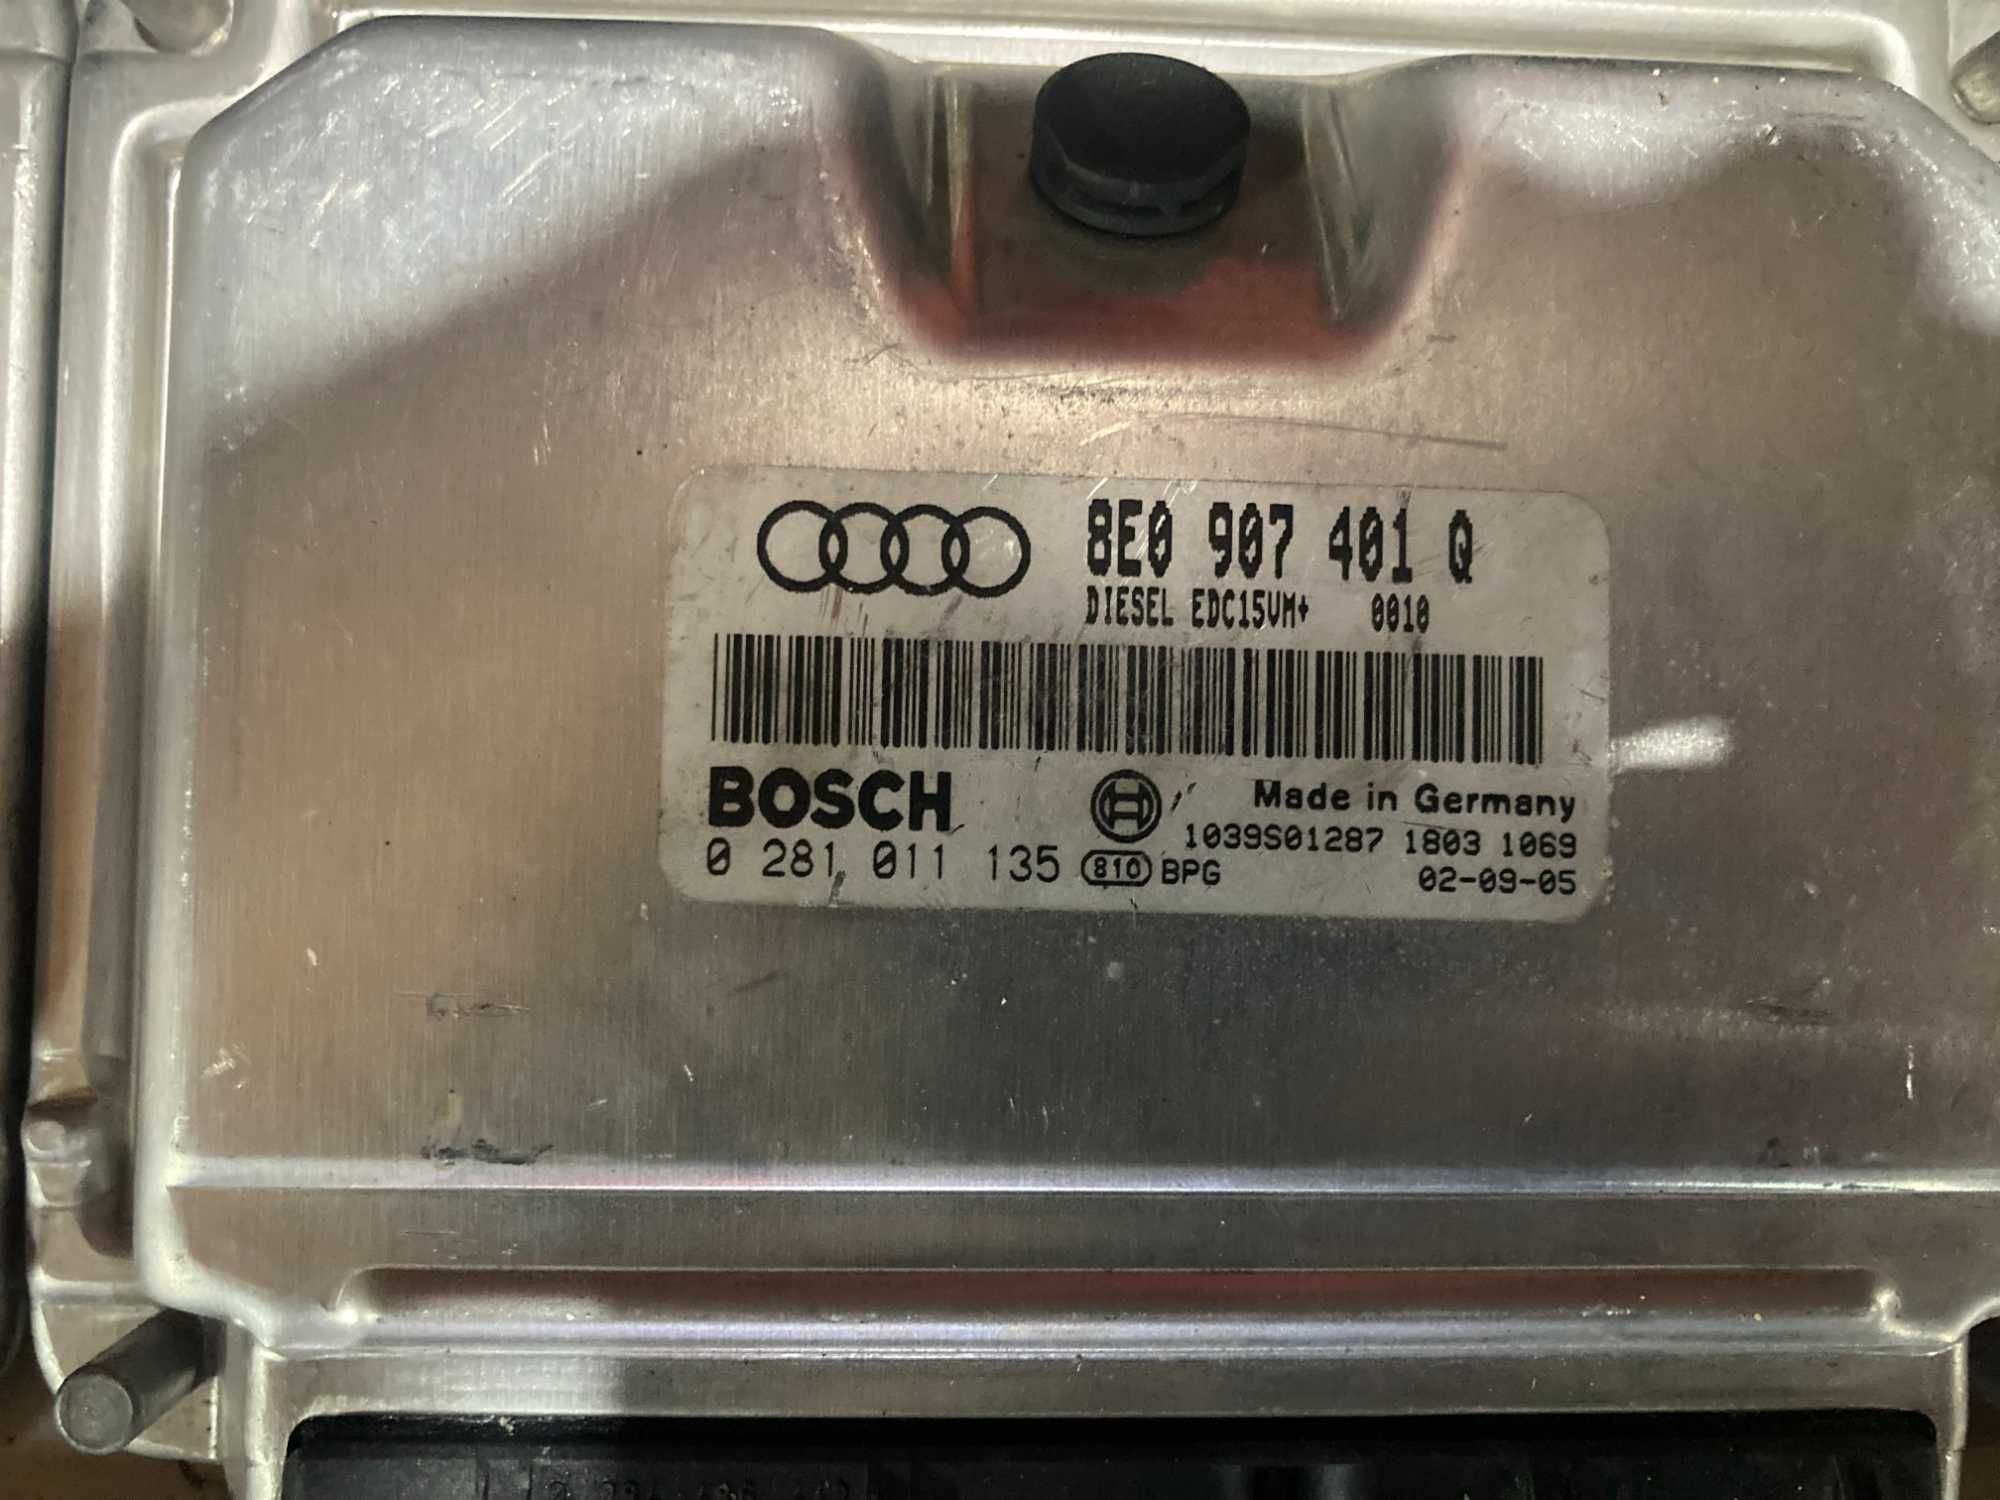 8E0 907 401 Q
DIESEL EDC15VM+ 0010
BOSCH
Made in Germany
1039S01287 1803 1069
0 281 011 135 810 BPG 02-09-05